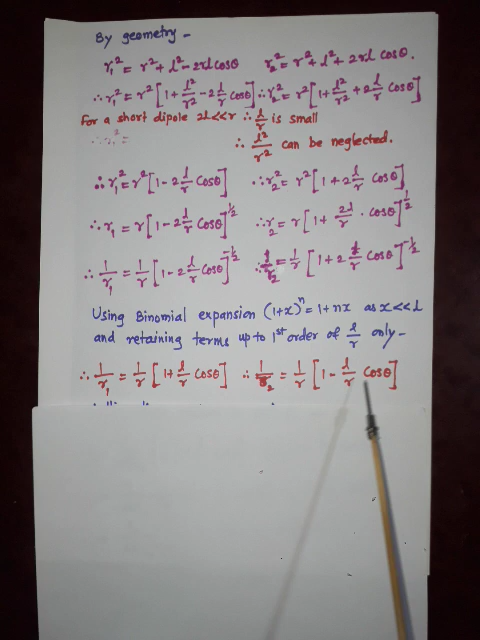 By geometry -
r₁² = r² + l² - 2rl cosθ r₂² = r² + l² + 2rl cosθ.
∴ r₁² = r² [1 + l²/r² - 2 l/r cosθ] ∴ r₂² = r² [1 + l²/r² + 2 l/r cosθ]
For a short dipole 2l << r ∴ l/r is small
∴ r₁² =
∴ l²/r² can be neglected.
∴ r₁² = r² [1 - 2 l/r cosθ] ∴ r₂² = r² [1 + 2 l/r cosθ]
∴ r₁ = r [1 - 2 l/r cosθ]^1/2 ∴ r₂ = r [1 + 2l/r . cosθ]^1/2
∴ 1/r₁ = 1/r [1 - 2 l/r cosθ]^-1/2 ∴ 1/r₂ = 1/r [1 + 2 l/r cosθ]^-1/2
Using Binomial expansion (1+x)ⁿ = 1 + nx as x << 1
and retaining terms up to 1st order of l/r only -
∴ 1/r₁ = 1/r [1 + l/r cosθ] ∴ 1/r₂ = 1/r [1 - l/r cosθ]